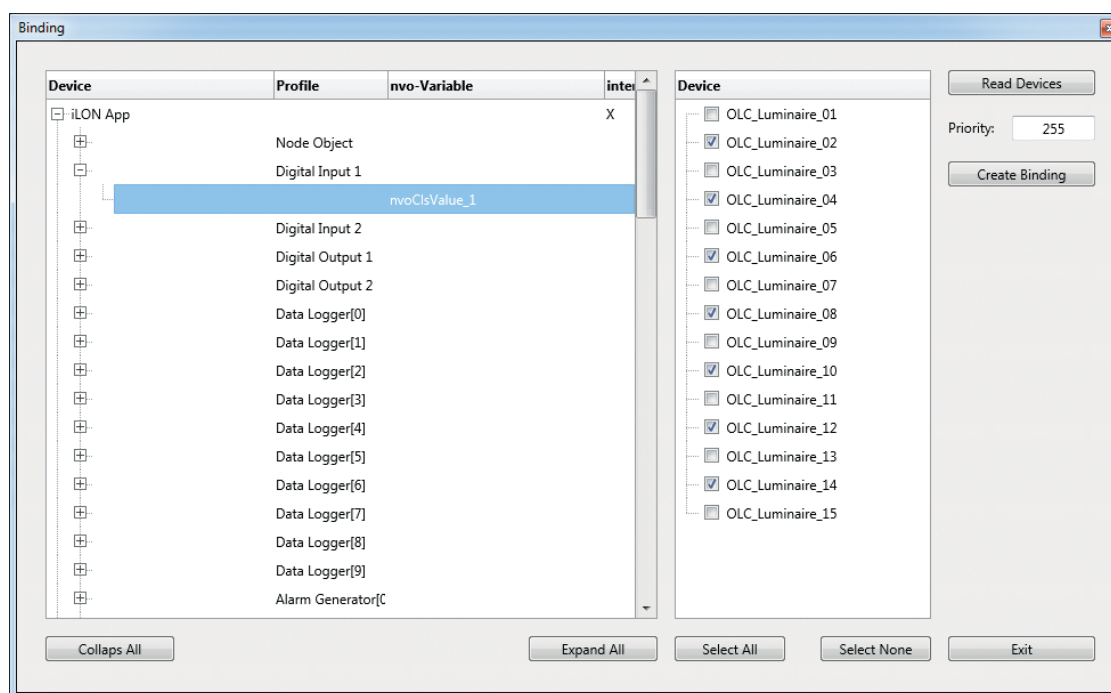 Binding
Device Profile nvo-Variable inter
iLON App X
Node Object
Digital Input 1
nvoClsValue_1
Digital Input 2
Digital Output 1
Digital Output 2
Data Logger[0]
Data Logger[1]
Data Logger[2]
Data Logger[3]
Data Logger[4]
Data Logger[5]
Data Logger[6]
Data Logger[7]
Data Logger[8]
Data Logger[9]
Alarm Generator[0
Collaps All
Expand All
Device
OLC_Luminaire_01
OLC_Luminaire_02
OLC_Luminaire_03
OLC_Luminaire_04
OLC_Luminaire_05
OLC_Luminaire_06
OLC_Luminaire_07
OLC_Luminaire_08
OLC_Luminaire_09
OLC_Luminaire_10
OLC_Luminaire_11
OLC_Luminaire_12
OLC_Luminaire_13
OLC_Luminaire_14
OLC_Luminaire_15
Select All
Select None
Read Devices
Priority: 255
Create Binding
Exit